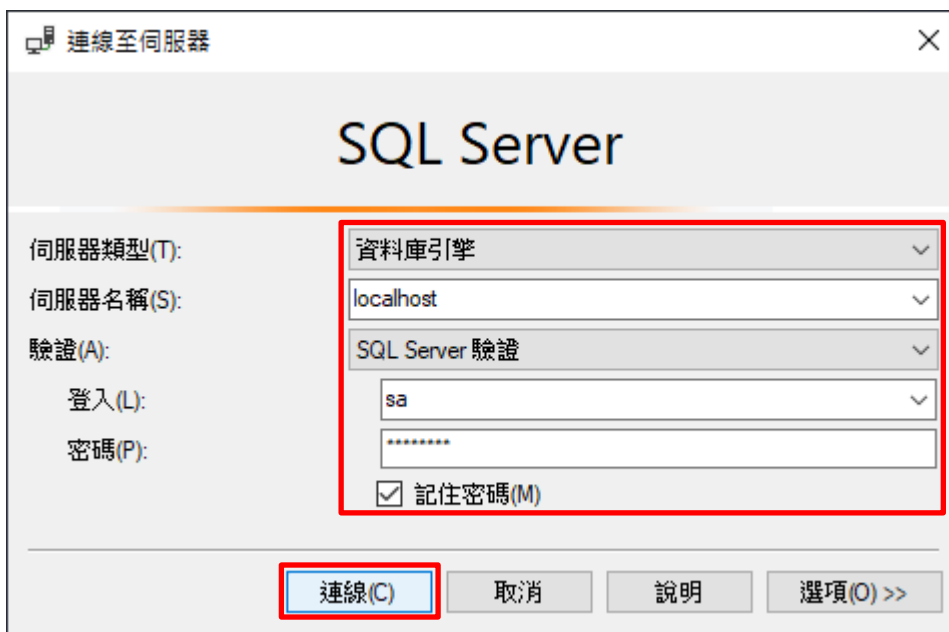 連線至伺服器
SQL Server
伺服器類型(T): 資料庫引擎
伺服器名稱(S): localhost
驗證(A): SQL Server 驗證
登入(L): sa
密碼(P): ********
記住密碼(M)
連線(C) 取消 說明 選項(O) >>